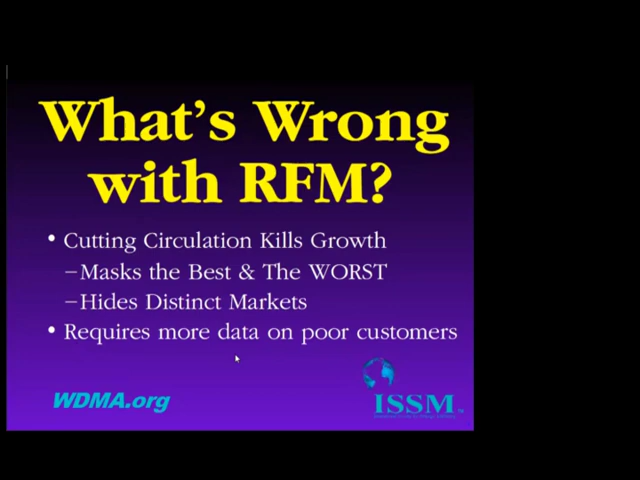 What's Wrong
with RFM?
• Cutting Circulation Kills Growth
–Masks the Best & The WORST
–Hides Distinct Markets
• Requires more data on poor customers
WDMA.org
ISSM